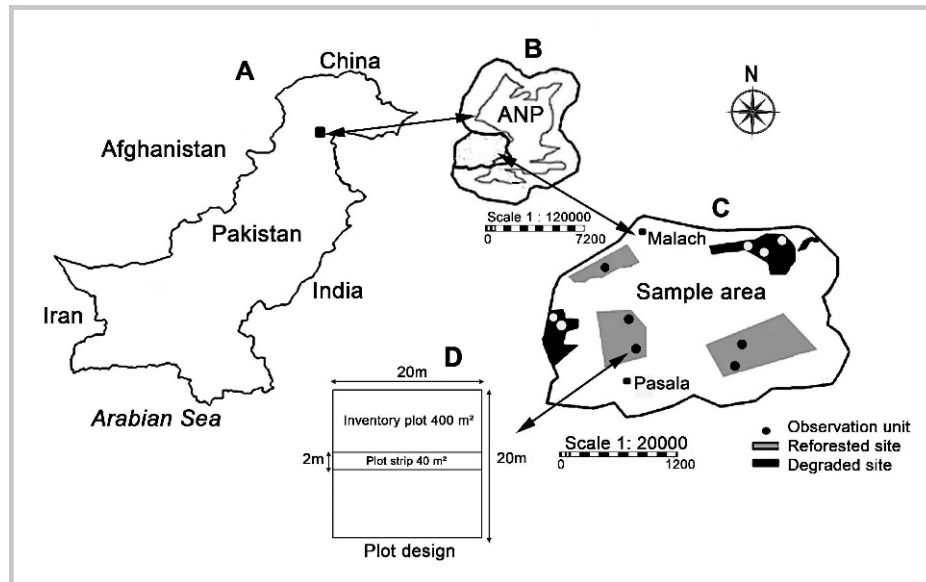 A
China
B
N
ANP
Afghanistan
Scale 1 : 120000
0 7200
C
Malach
Pakistan
Sample area
India
Iran
D
20m
Pasala
Arabian Sea
Inventory plot 400 m²
Observation unit
Scale 1: 20000
20m
Reforested site
2m
Plot strip 40 m²
0 1200
Degraded site
Plot design